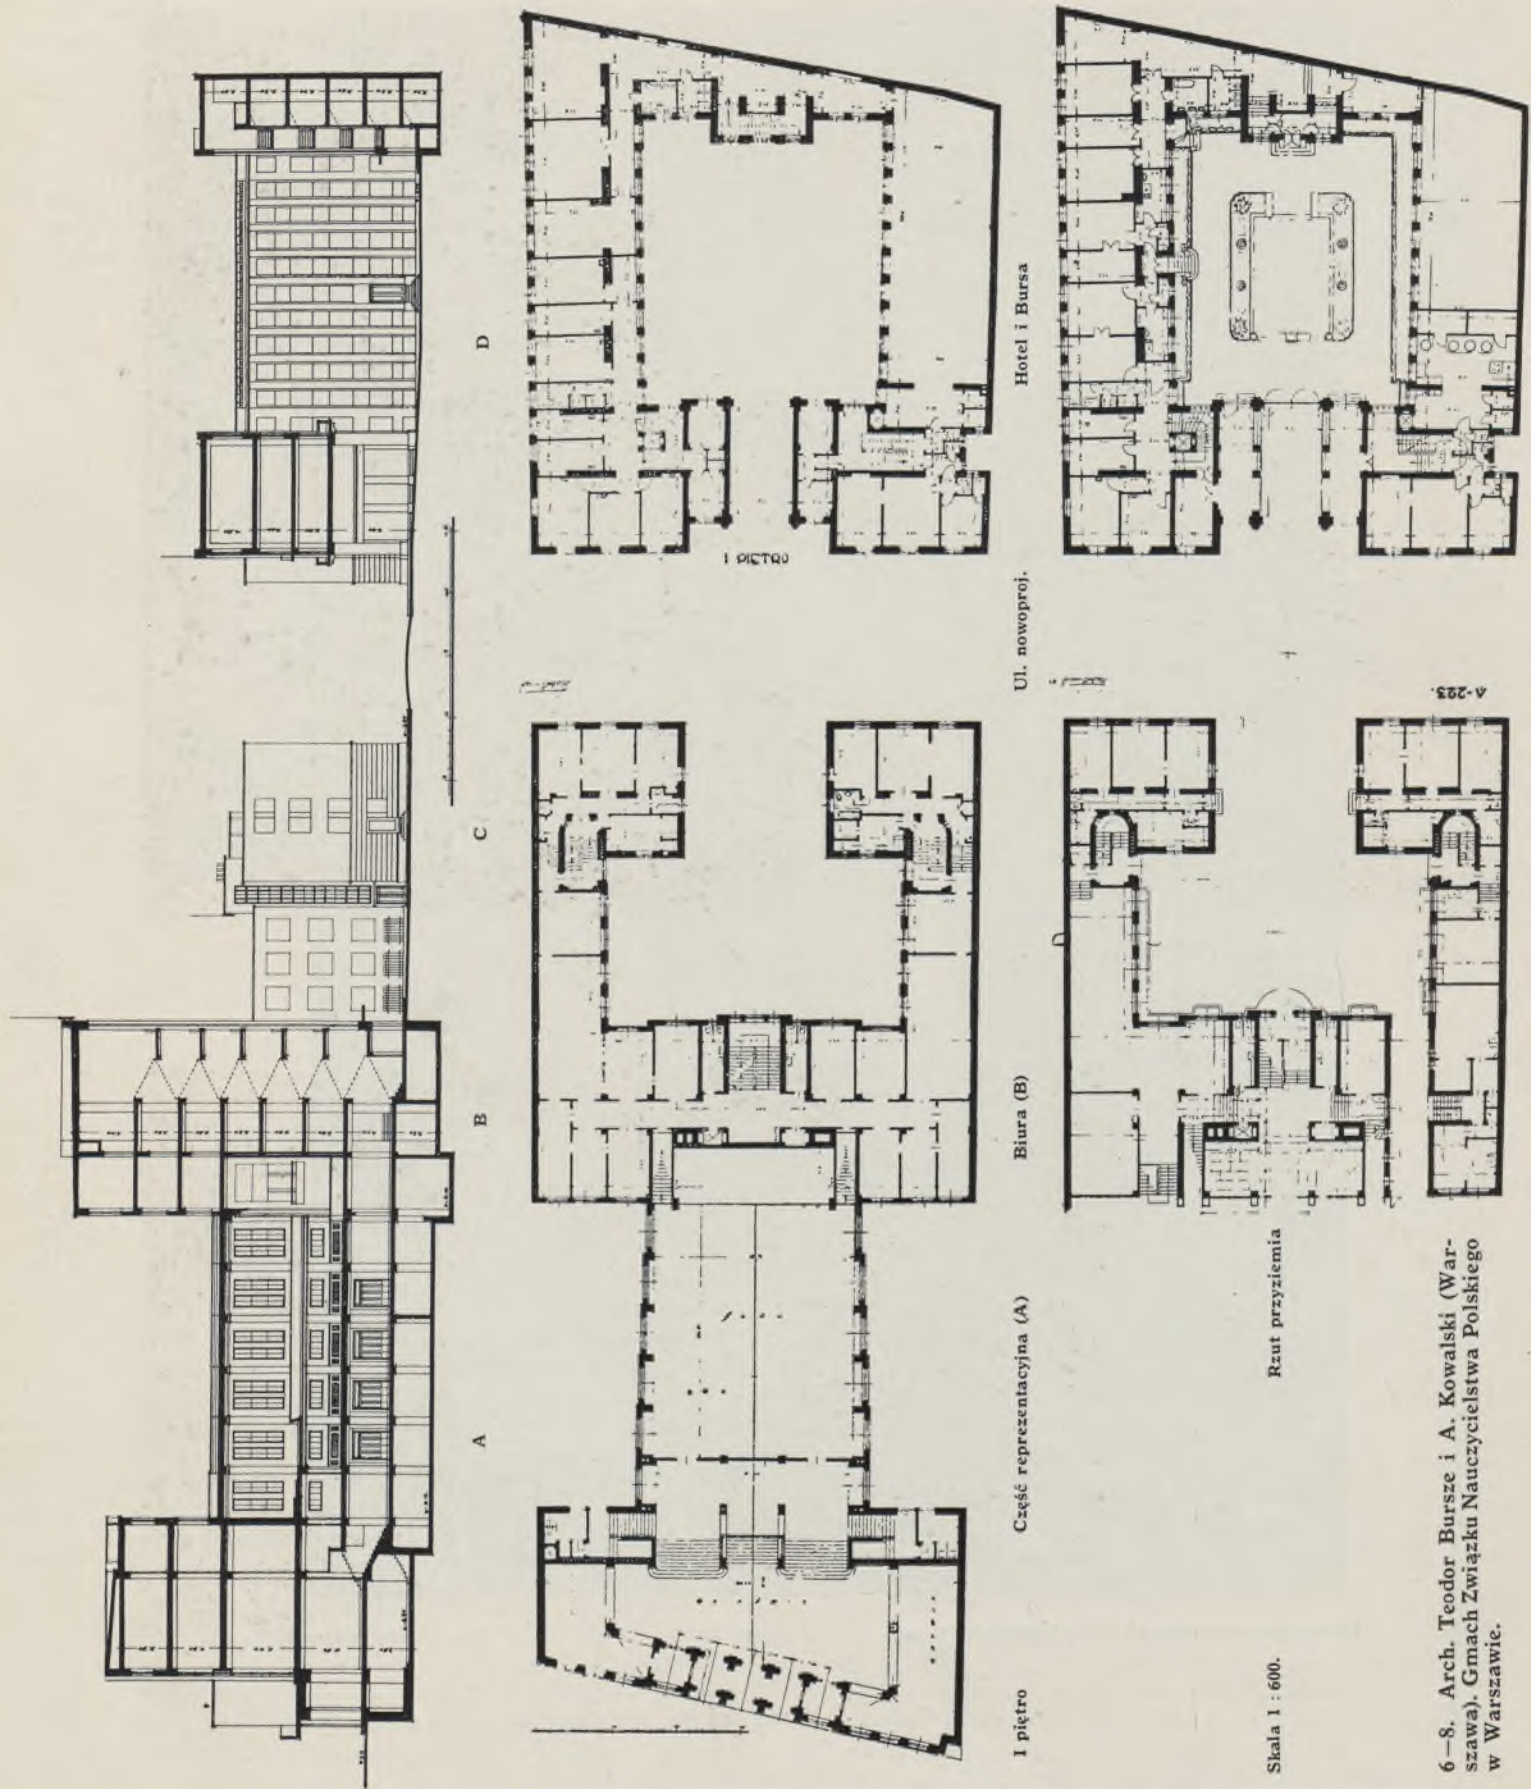 A
B
C
D
I PIĘTRO
I piętro
Część reprezentacyjna (A)
Biura (B)
Ul. nowoproj.
Hotel i Bursa
A-223.
Skala 1 : 600.
Rzut przyziemia
6—8. Arch. Teodor Bursze i A. Kowalski (War-
szawa). Gmach Związku Nauczycielstwa Polskiego
w Warszawie.